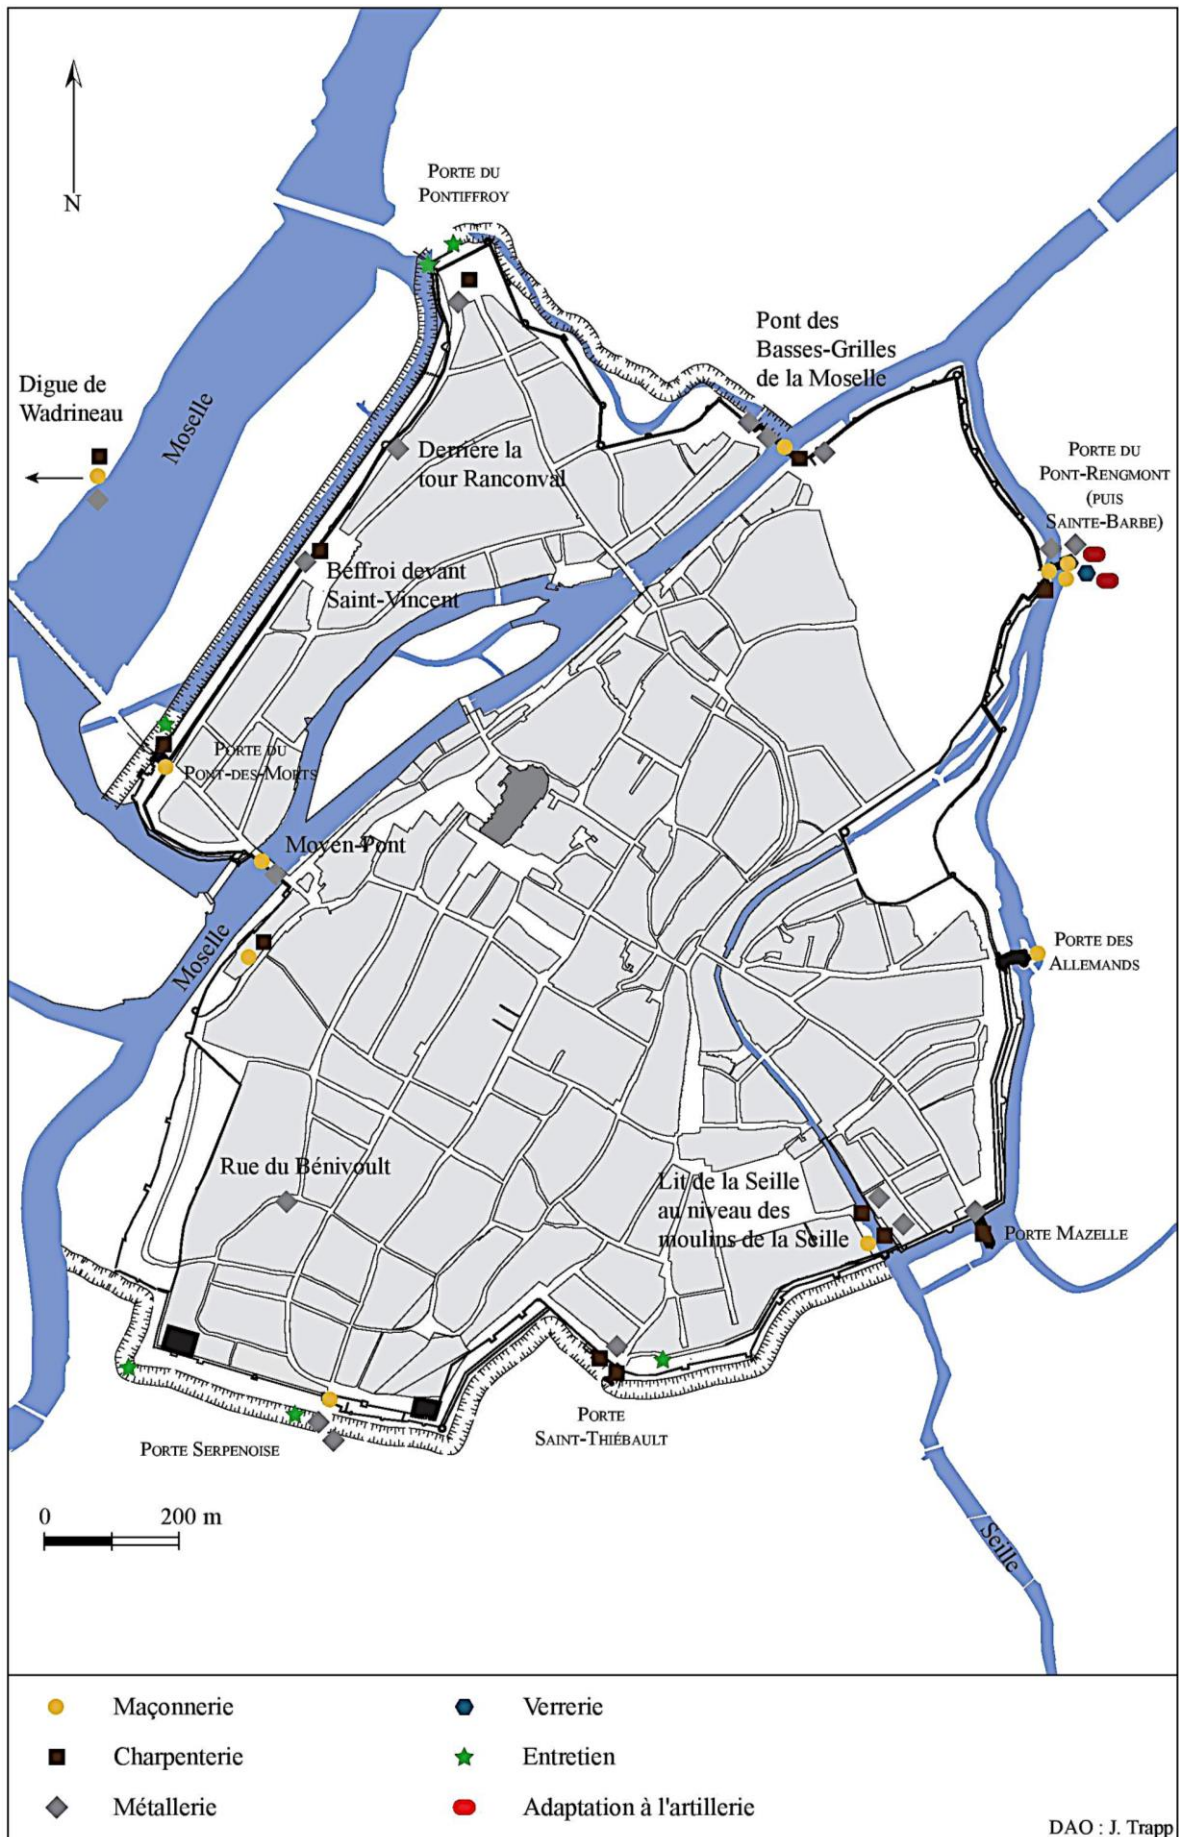 N
PORTE DU
PONTIFFROY
Pont des
Basses-Grilles
de la Moselle
Digue de
Wadrineau
Moselle
Derrière la
tour Ranconval
PORTE DU
PONT-RENGMONT
(PUIS
SAINTE-BARBE)
Beffroi devant
Saint-Vincent
PORTE DU
PONT-DES-MORTS
Moyen-Pont
Moselle
PORTE DES
ALLEMANDS
Rue du Bénivoult
Lit de la Seille
au niveau des
moulins de la Seille
PORTE MAZELLE
PORTE
SAINT-THIÉBAULT
PORTE SERPENOISE
0 200 m
Seille
Maçonnerie
Verrerie
Charpenterie
Entretien
Métallerie
Adaptation à l'artillerie
DAO : J. Trapp